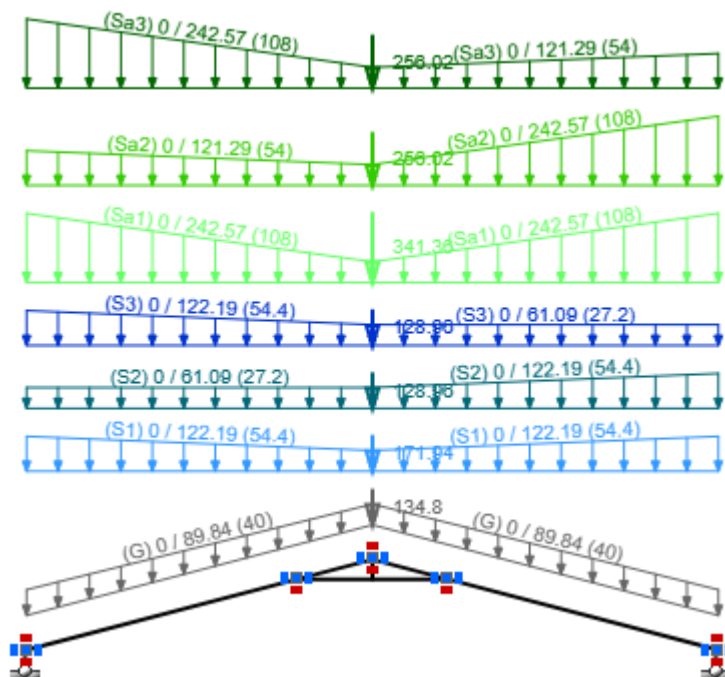 (Sa3) 0 / 242.57 (108)
256.02
(Sa3) 0 / 121.29 (54)
(Sa2) 0 / 121.29 (54)
256.02
(Sa2) 0 / 242.57 (108)
(Sa1) 0 / 242.57 (108)
341.36
(Sa1) 0 / 242.57 (108)
(S3) 0 / 122.19 (54.4)
128.96
(S3) 0 / 61.09 (27.2)
(S2) 0 / 61.09 (27.2)
128.96
(S2) 0 / 122.19 (54.4)
(S1) 0 / 122.19 (54.4)
171.94
(S1) 0 / 122.19 (54.4)
134.8
(G) 0 / 89.84 (40)
(G) 0 / 89.84 (40)